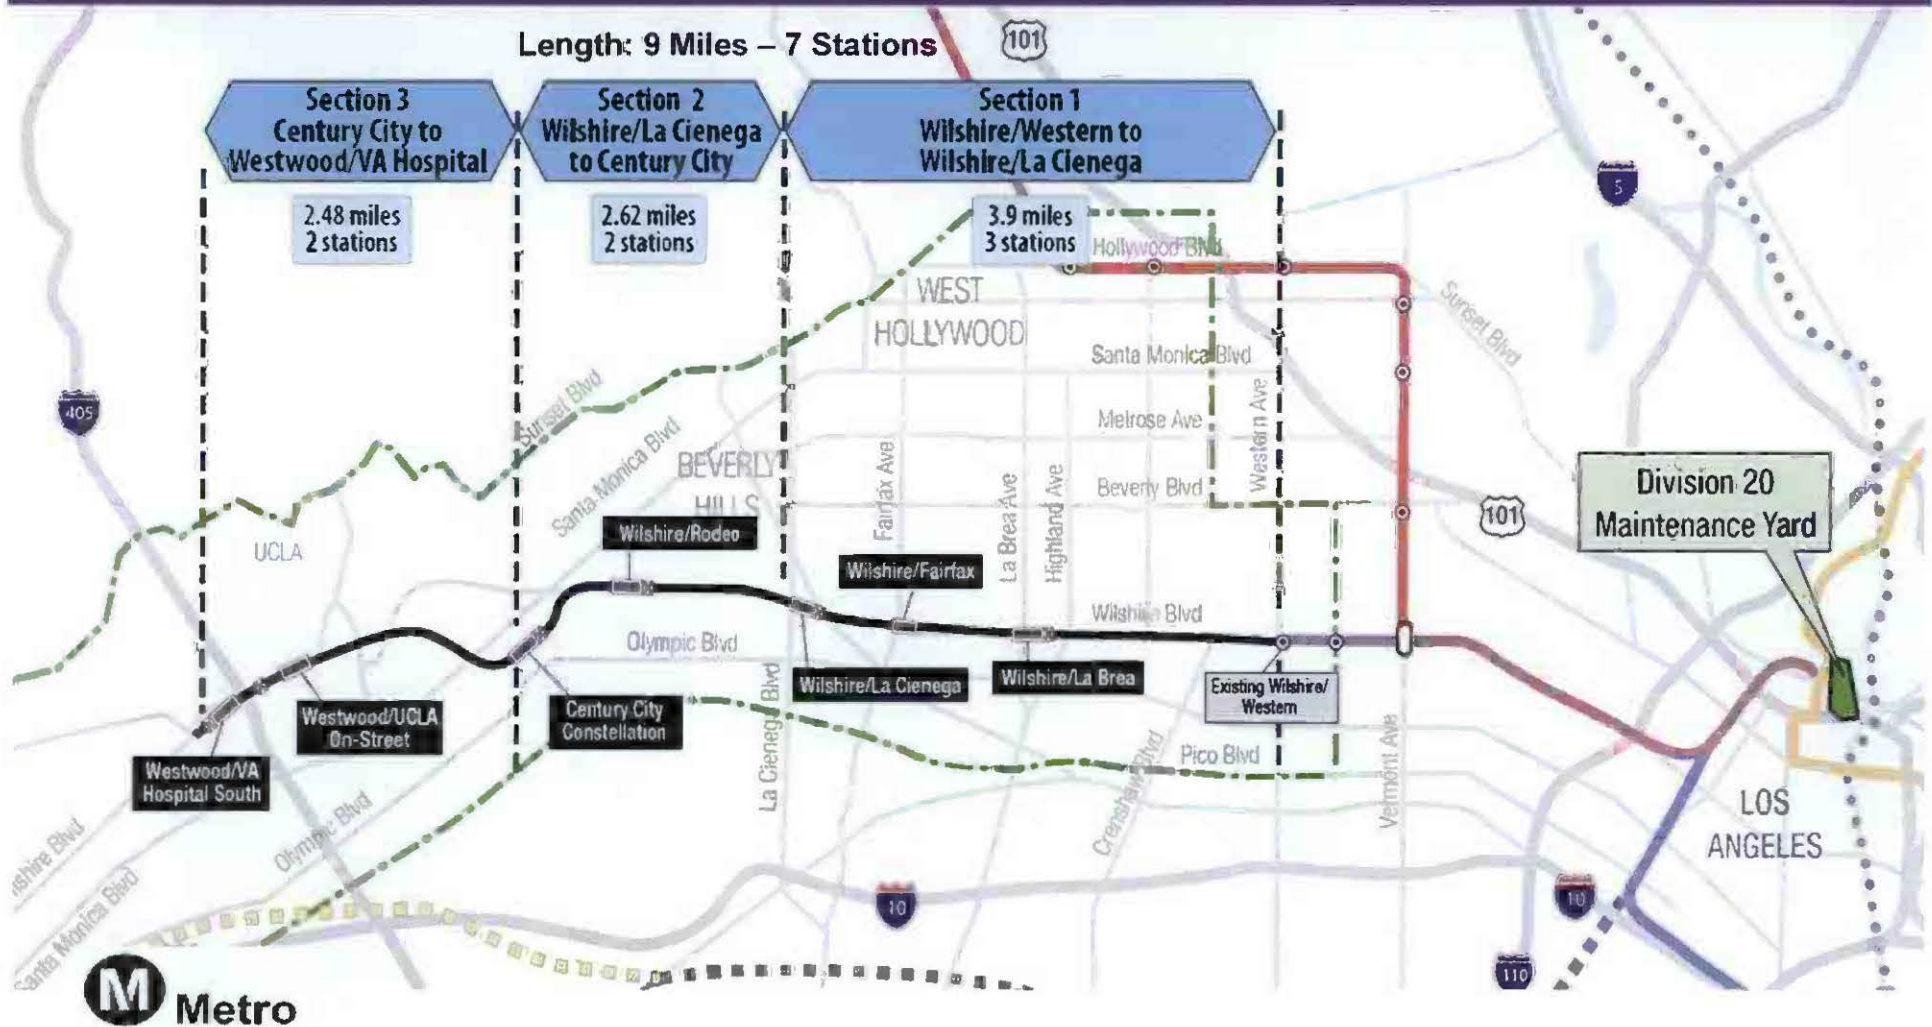 Length: 9 Miles – 7 Stations
101
Section 3
Century City to
Westwood/VA Hospital
Section 2
Wilshire/La Cienega
to Century City
Section 1
Wilshire/Western to
Wilshire/La Cienega
2.48 miles
2 stations
2.62 miles
2 stations
3.9 miles
3 stations
5
Hollywood Blvd
WEST
HOLLYWOOD
Sunset Blvd
Santa Monica Blvd
405
Sunset Blvd
Santa Monica Blvd
Melrose Ave
Western Ave
BEVERLY
HILLS
Fairfax Ave
La Brea Ave
Highland Ave
Beverly Blvd
101
Division 20
Maintenance Yard
UCLA
Wilshire/Rodeo
Wilshire/Fairfax
Wilshire Blvd
Olympic Blvd
Wilshire/La Cienega
Wilshire/La Brea
Existing Wilshire/
Western
Westwood/UCLA
On-Street
Century City
Constellation
La Cienega Blvd
Crenshaw Blvd
Pico Blvd
Vermont Ave
Westwood/VA
Hospital South
LOS
ANGELES
Olympic Blvd
ilshire Blvd
Santa Monica Blvd
10
10
110
M Metro